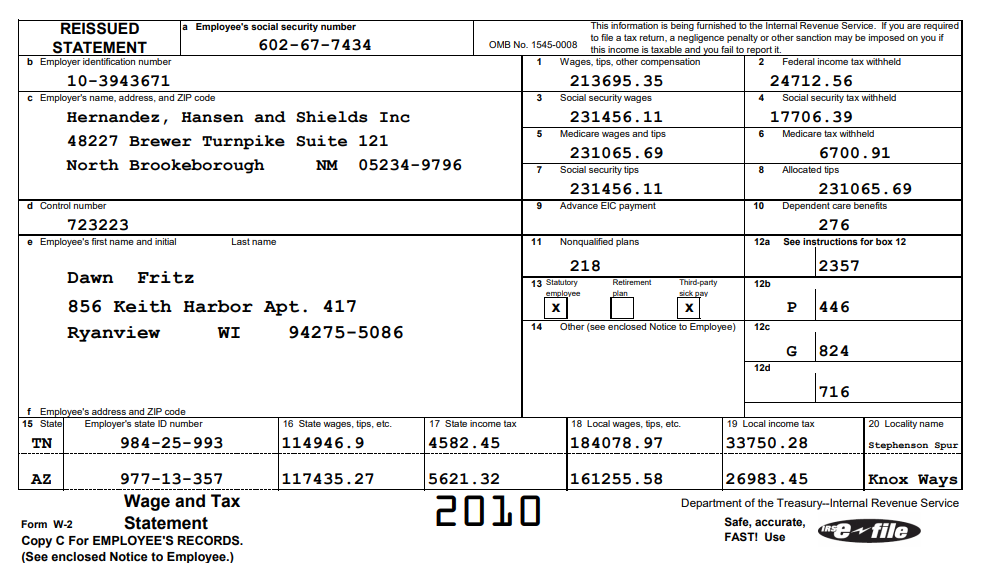 REISSUED STATEMENT
a Employee's social security number
602-67-7434
OMB No. 1545-0008
This information is being furnished to the Internal Revenue Service. If you are required
to file a tax return, a negligence penalty or other sanction may be imposed on you if
this income is taxable and you fail to report it.
b Employer identification number
10-3943671
1 Wages, tips, other compensation
213695.35
2 Federal income tax withheld
24712.56
c Employer's name, address, and ZIP code
Hernandez, Hansen and Shields Inc
48227 Brewer Turnpike Suite 121
North Brookeborough NM 05234-9796
3 Social security wages
231456.11
4 Social security tax withheld
17706.39
5 Medicare wages and tips
231065.69
6 Medicare tax withheld
6700.91
7 Social security tips
231456.11
8 Allocated tips
231065.69
d Control number
723223
9 Advance EIC payment
10 Dependent care benefits
276
e Employee's first name and initial Last name
Dawn Fritz
856 Keith Harbor Apt. 417
Ryanview WI 94275-5086
f Employee's address and ZIP code
11 Nonqualified plans
218
12a See instructions for box 12
2357
13 Statutory employee
X
Retirement plan
Third-party sick pay
X
12b
P 446
14 Other (see enclosed Notice to Employee)
12c
G 824
12d
716
15 State Employer's state ID number 16 State wages, tips, etc. 17 State income tax 18 Local wages, tips, etc. 19 Local income tax 20 Locality name
TN 984-25-993 114946.9 4582.45 184078.97 33750.28 Stephenson Spur
AZ 977-13-357 117435.27 5621.32 161255.58 26983.45 Knox Ways
Form W-2
Wage and Tax
Statement
2010
Department of the Treasury--Internal Revenue Service
Copy C For EMPLOYEE'S RECORDS.
(See enclosed Notice to Employee.)
Safe, accurate,
FAST! Use
IRS e file